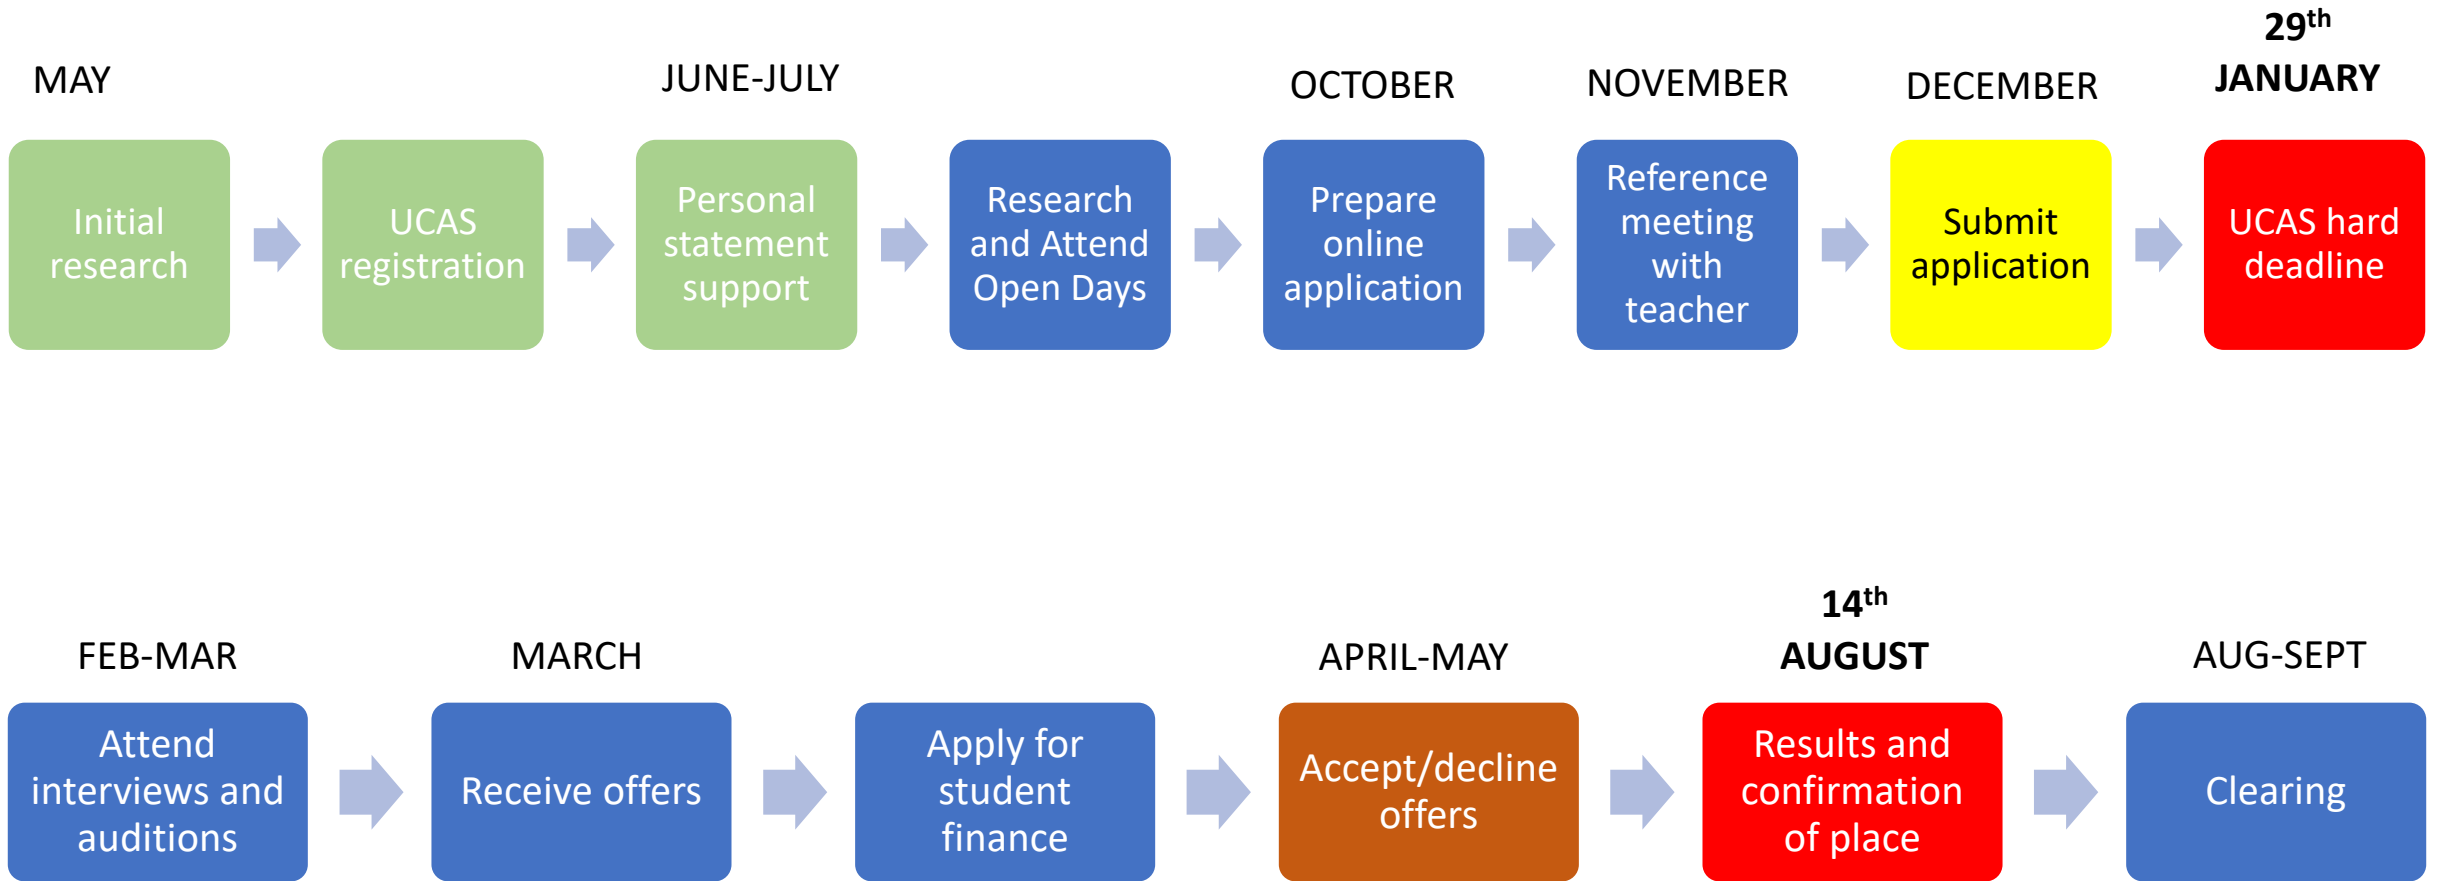 MAY
JUNE-JULY
OCTOBER
NOVEMBER
DECEMBER
29th
JANUARY
Initial
research
UCAS
registration
Personal
statement
support
Research
and Attend
Open Days
Prepare
online
application
Reference
meeting
with
teacher
Submit
application
UCAS hard
deadline
FEB-MAR
MARCH
APRIL-MAY
14th
AUGUST
AUG-SEPT
Attend
interviews and
auditions
Receive offers
Apply for
student
finance
Accept/decline
offers
Results and
confirmation
of place
Clearing